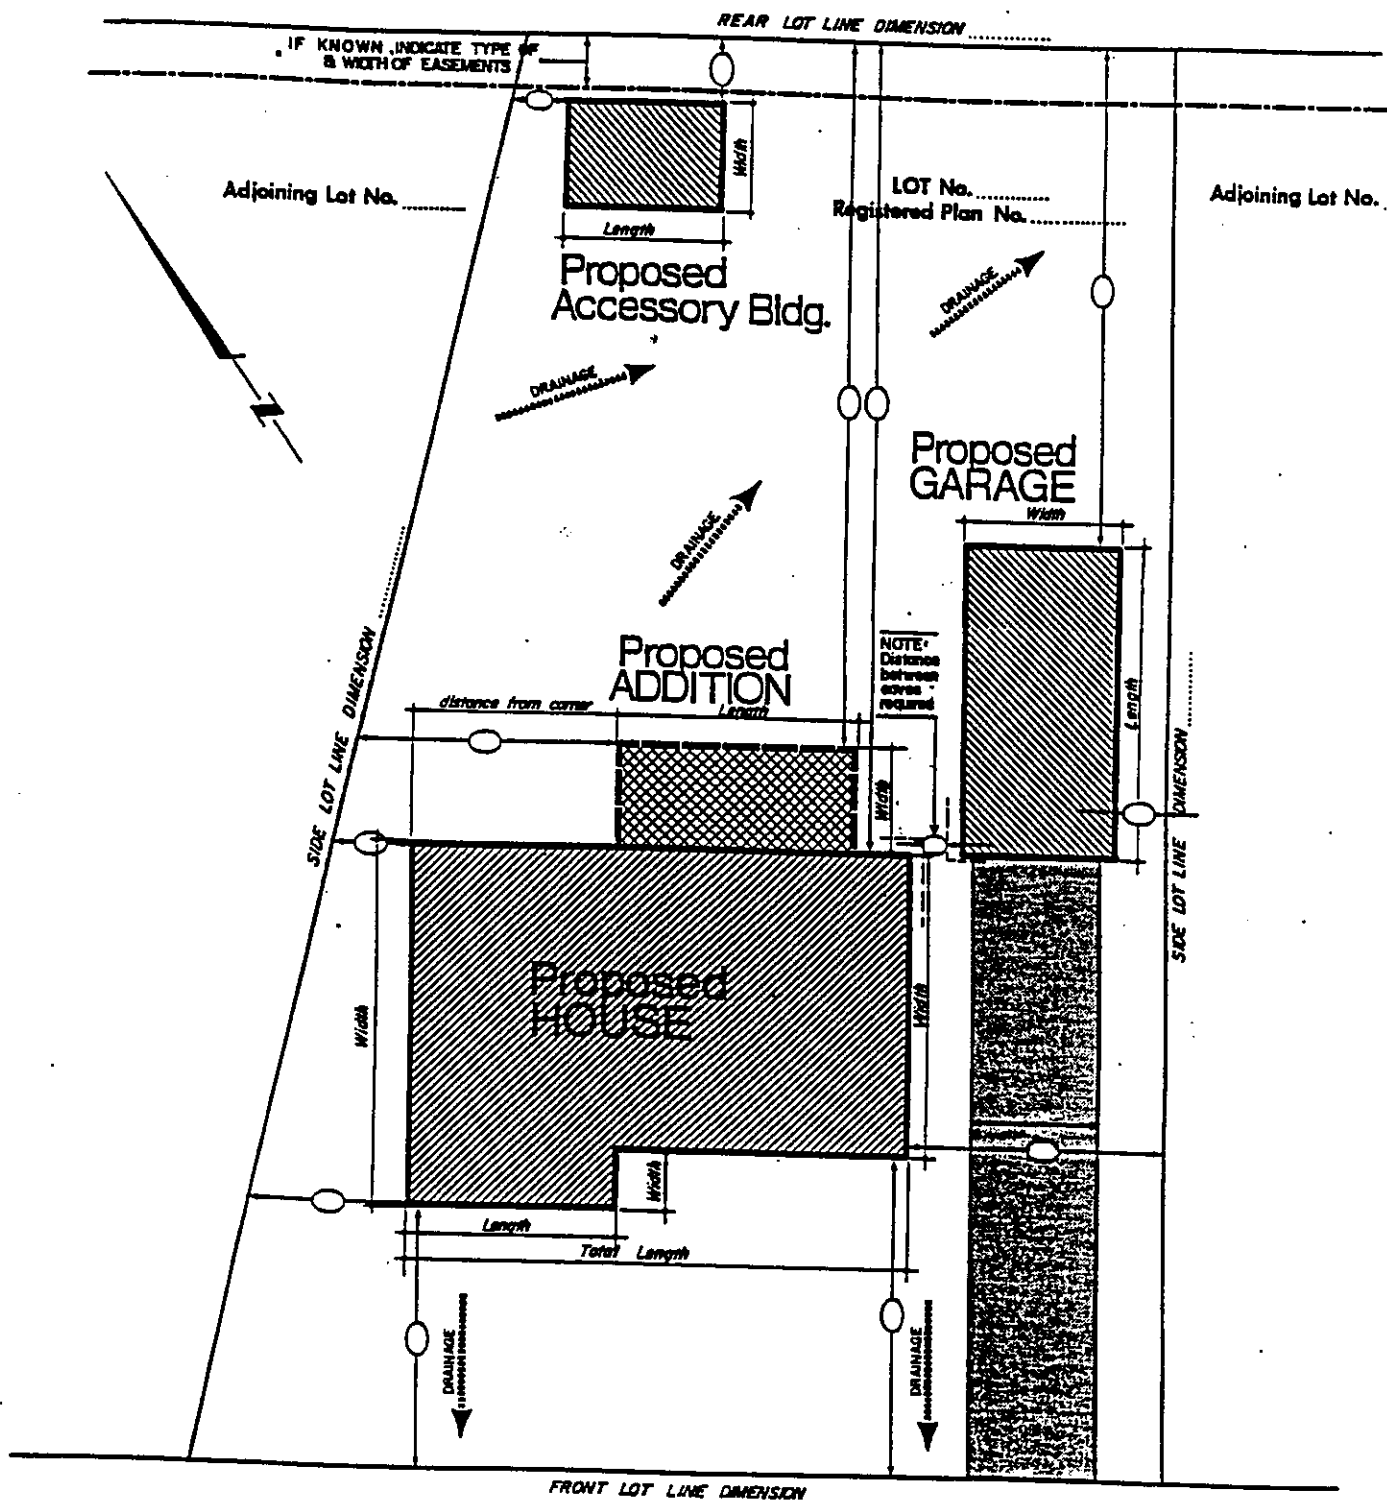 REAR LOT LINE DIMENSION ..............
IF KNOWN, INDICATE TYPE OF
& WIDTH OF EASEMENTS
Width
Adjoining Lot No. ...........
LOT No. .............
Registered Plan No. .................
Adjoining Lot No.
Length
Proposed
Accessory Bldg.
DRAINAGE
DRAINAGE
N
Proposed
GARAGE
Width
DRAINAGE
SIDE LOT LINE DIMENSION ................
Proposed
ADDITION
NOTE:
Distance
between
eaves
required
distance from corner
Length
Length
Width
SIDE LOT LINE DIMENSION ................
Proposed
HOUSE
Width
Width
Width
Length
Total Length
DRAINAGE
DRAINAGE
FRONT LOT LINE DIMENSION